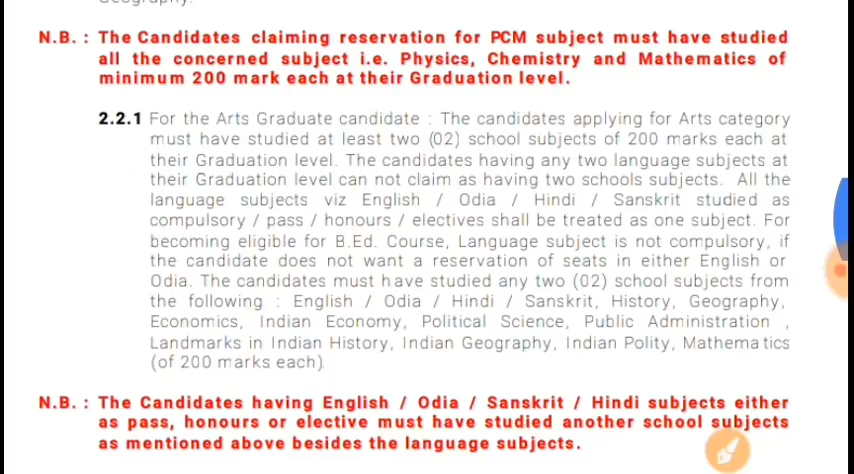 N.B. : The Candidates claiming reservation for PCM subject must have studied
all the concerned subject i.e. Physics, Chemistry and Mathematics of
minimum 200 mark each at their Graduation level.
2.2.1 For the Arts Graduate candidate : The candidates applying for Arts category
must have studied at least two (02) school subjects of 200 marks each at
their Graduation level. The candidates having any two language subjects at
their Graduation level can not claim as having two schools subjects. All the
language subjects viz English / Odia / Hindi / Sanskrit studied as
compulsory / pass / honours / electives shall be treated as one subject. For
becoming eligible for B.Ed. Course, Language subject is not compulsory, if
the candidate does not want a reservation of seats in either English or
Odia. The candidates must have studied any two (02) school subjects from
the following : English / Odia / Hindi / Sanskrit, History, Geography,
Economics, Indian Economy, Political Science, Public Administration ,
Landmarks in Indian History, Indian Geography, Indian Polity, Mathematics
(of 200 marks each)
N.B. : The Candidates having English / Odia / Sanskrit / Hindi subjects either
as pass, honours or elective must have studied another school subjects
as mentioned above besides the language subjects.